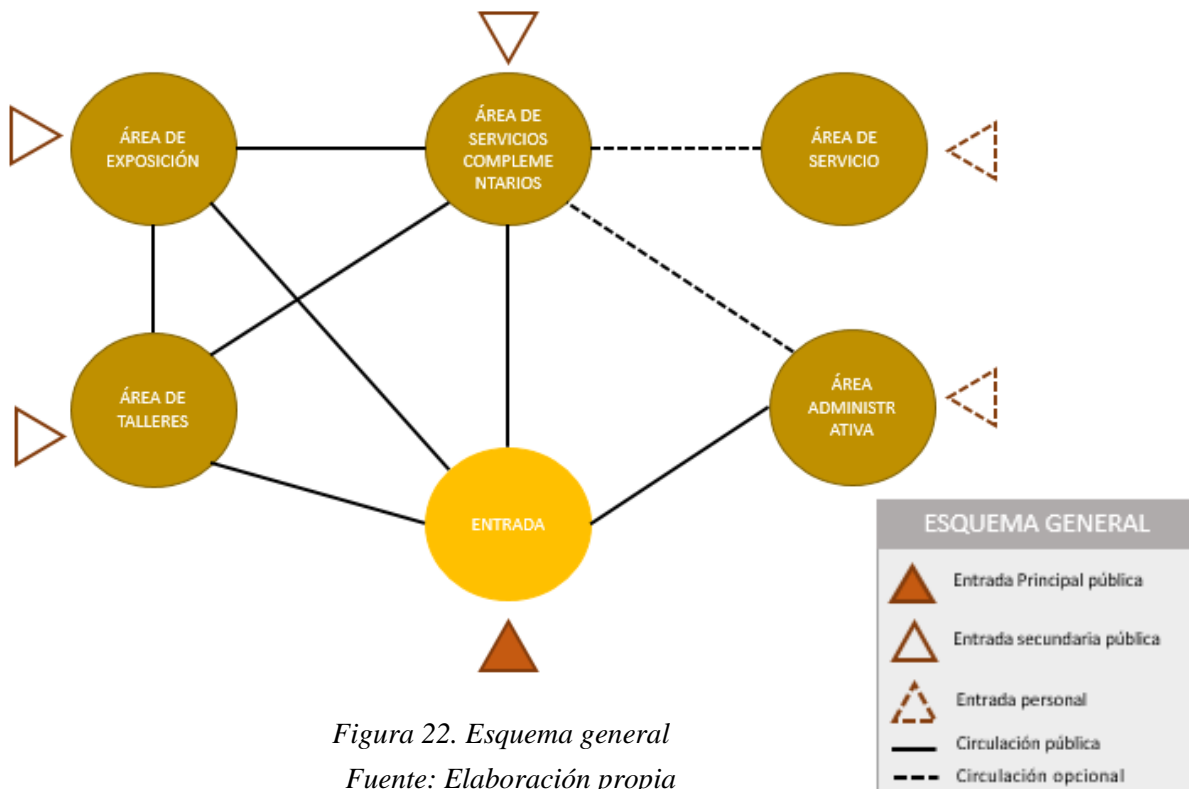 ÁREA DE
EXPOSICIÓN
ÁREA DE
SERVICIOS
COMPLEME
NTARIOS
ÁREA DE
SERVICIO
ÁREA DE
TALLERES
ÁREA
ADMINISTR
ATIVA
ENTRADA
ESQUEMA GENERAL
Entrada Principal pública
Entrada secundaria pública
Entrada personal
Circulación pública
Circulación opcional
Figura 22. Esquema general
Fuente: Elaboración propia